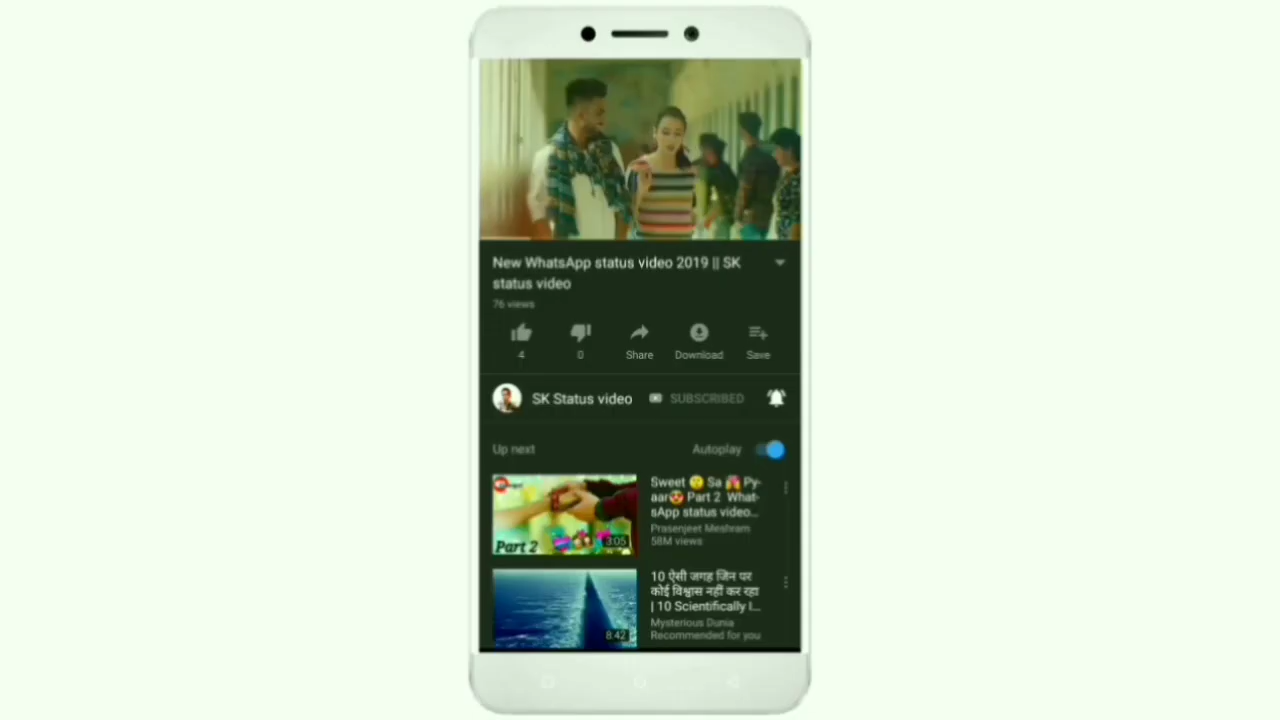 New WhatsApp status video 2019 || SK
status video
76 views
4
0
Share
Download
Save
SK Status video
SUBSCRIBED
Up next
Autoplay
Sweet 😗 Sa 💏 Py-
aar😍 Part 2 What-
sApp status video...
Prasenjeet Meshram
58M views
Part 2
3:05
10 ऐसी जगह जिन पर
कोई विश्वास नहीं कर रहा
| 10 Scientifically I...
Mysterious Dunia
Recommended for you
8:42